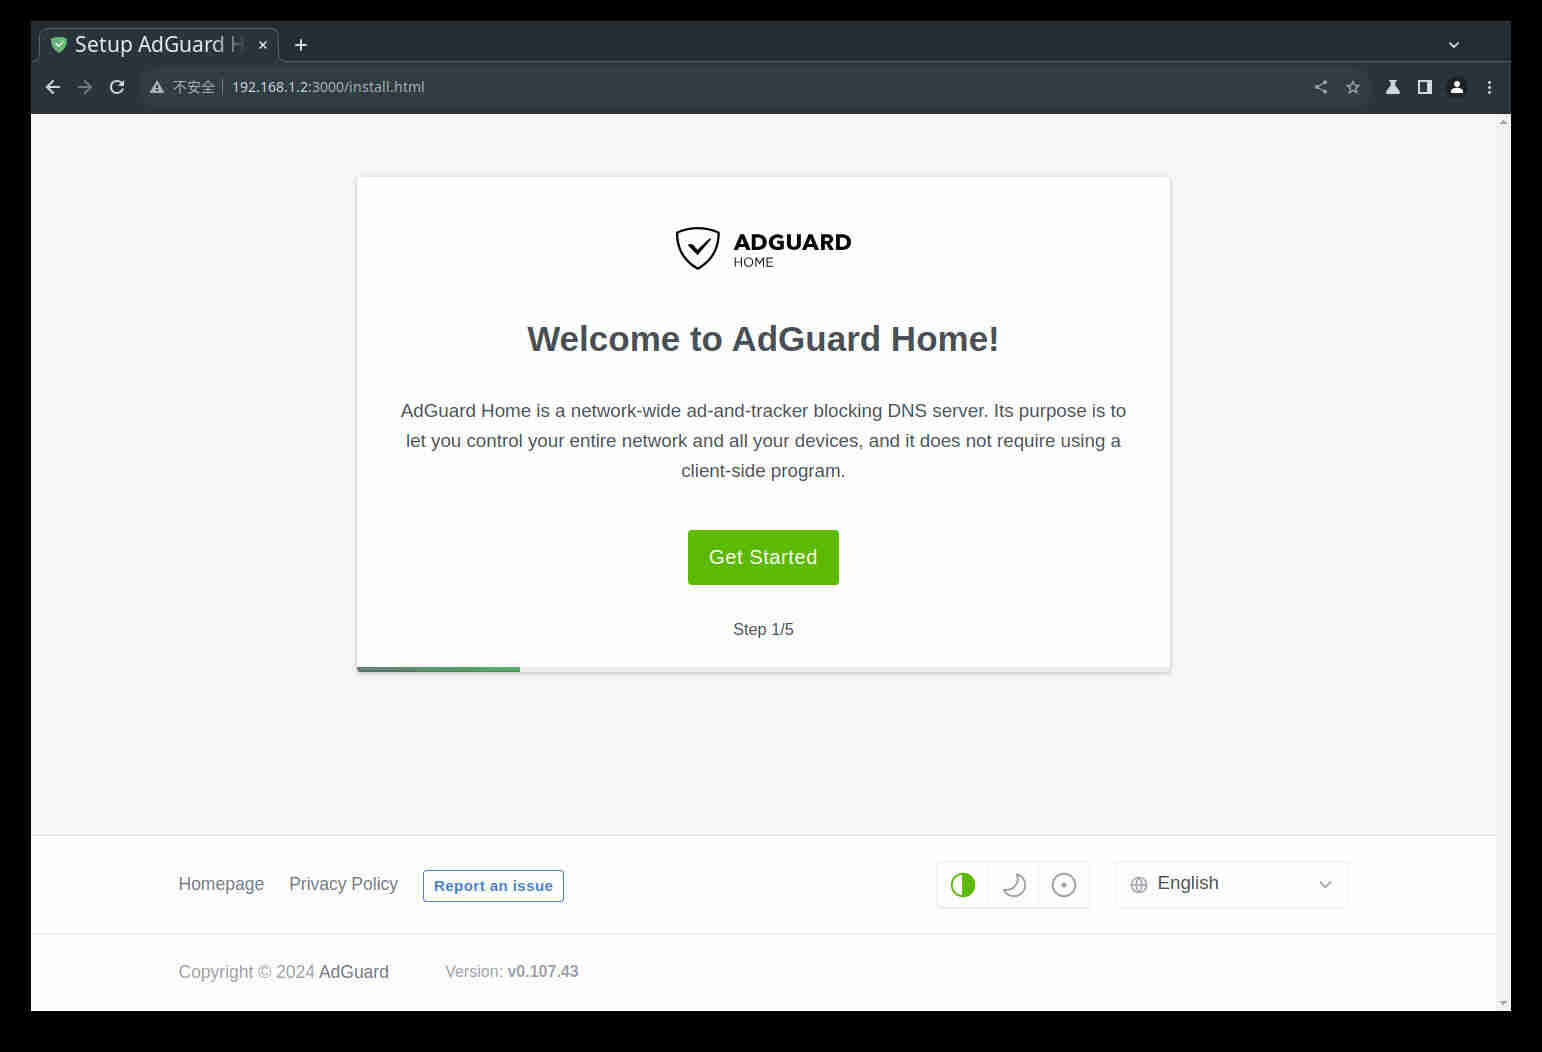 Setup AdGuard H
不安全 192.168.1.2:3000/install.html
ADGUARD
HOME
Welcome to AdGuard Home!
AdGuard Home is a network-wide ad-and-tracker blocking DNS server. Its purpose is to
let you control your entire network and all your devices, and it does not require using a
client-side program.
Get Started
Step 1/5
Homepage Privacy Policy Report an issue English
Copyright © 2024 AdGuard Version: v0.107.43